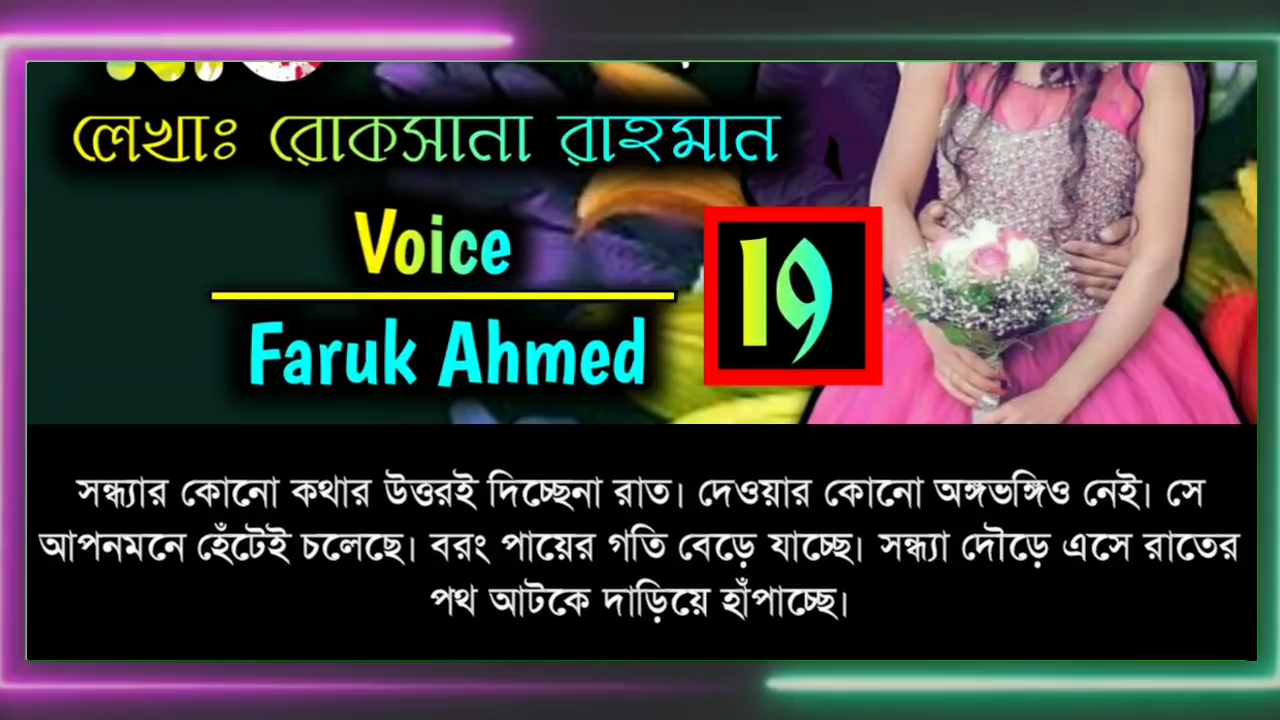 লেখাঃ রোকসানা রাহমান
Voice
Faruk Ahmed
19
সন্ধ্যার কোনো কথার উত্তরই দিচ্ছেনা রাত। দেওয়ার কোনো অঙ্গভঙ্গিও নেই। সে
আপনমনে হেঁটেই চলেছে। বরং পায়ের গতি বেড়ে যাচ্ছে। সন্ধ্যা দৌড়ে এসে রাতের
পথ আটকে দাড়িয়ে হাঁপাচ্ছে।